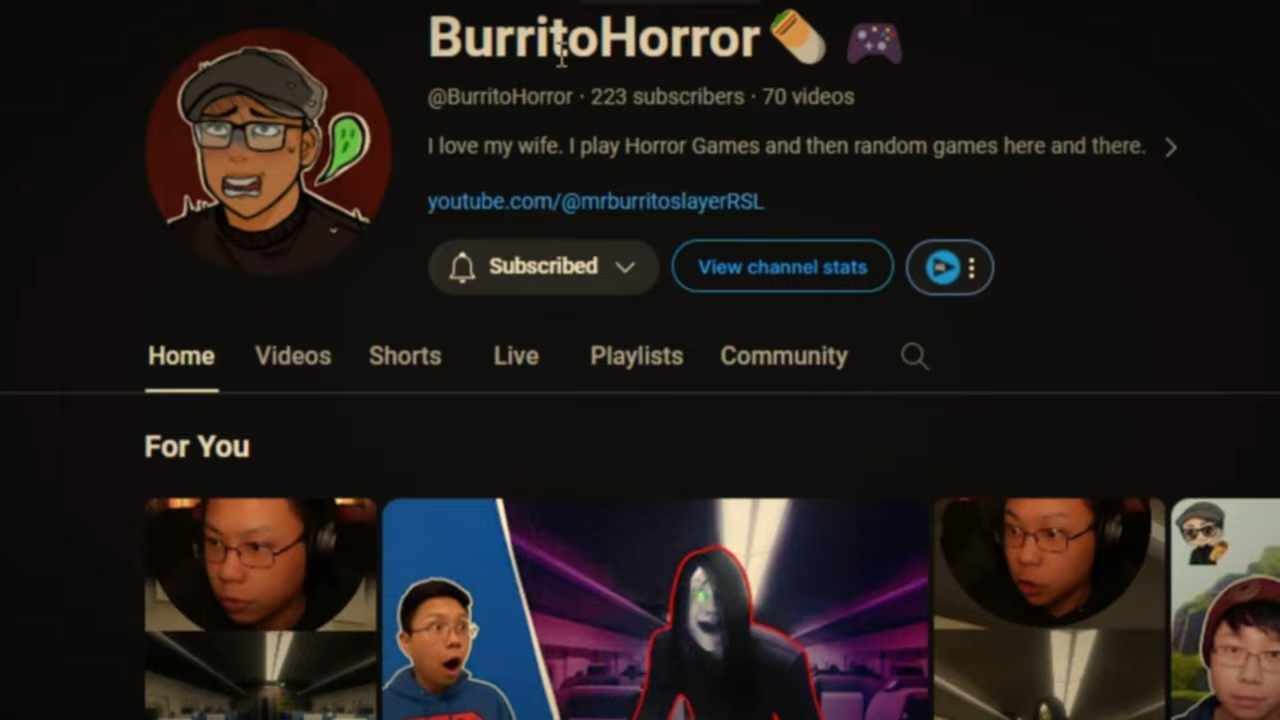 BurritoHorror
@BurritoHorror · 223 subscribers · 70 videos
I love my wife. I play Horror Games and then random games here and there.
youtube.com/@mrburritoslayerRSL
Subscribed View channel stats
Home Videos Shorts Live Playlists Community
For You